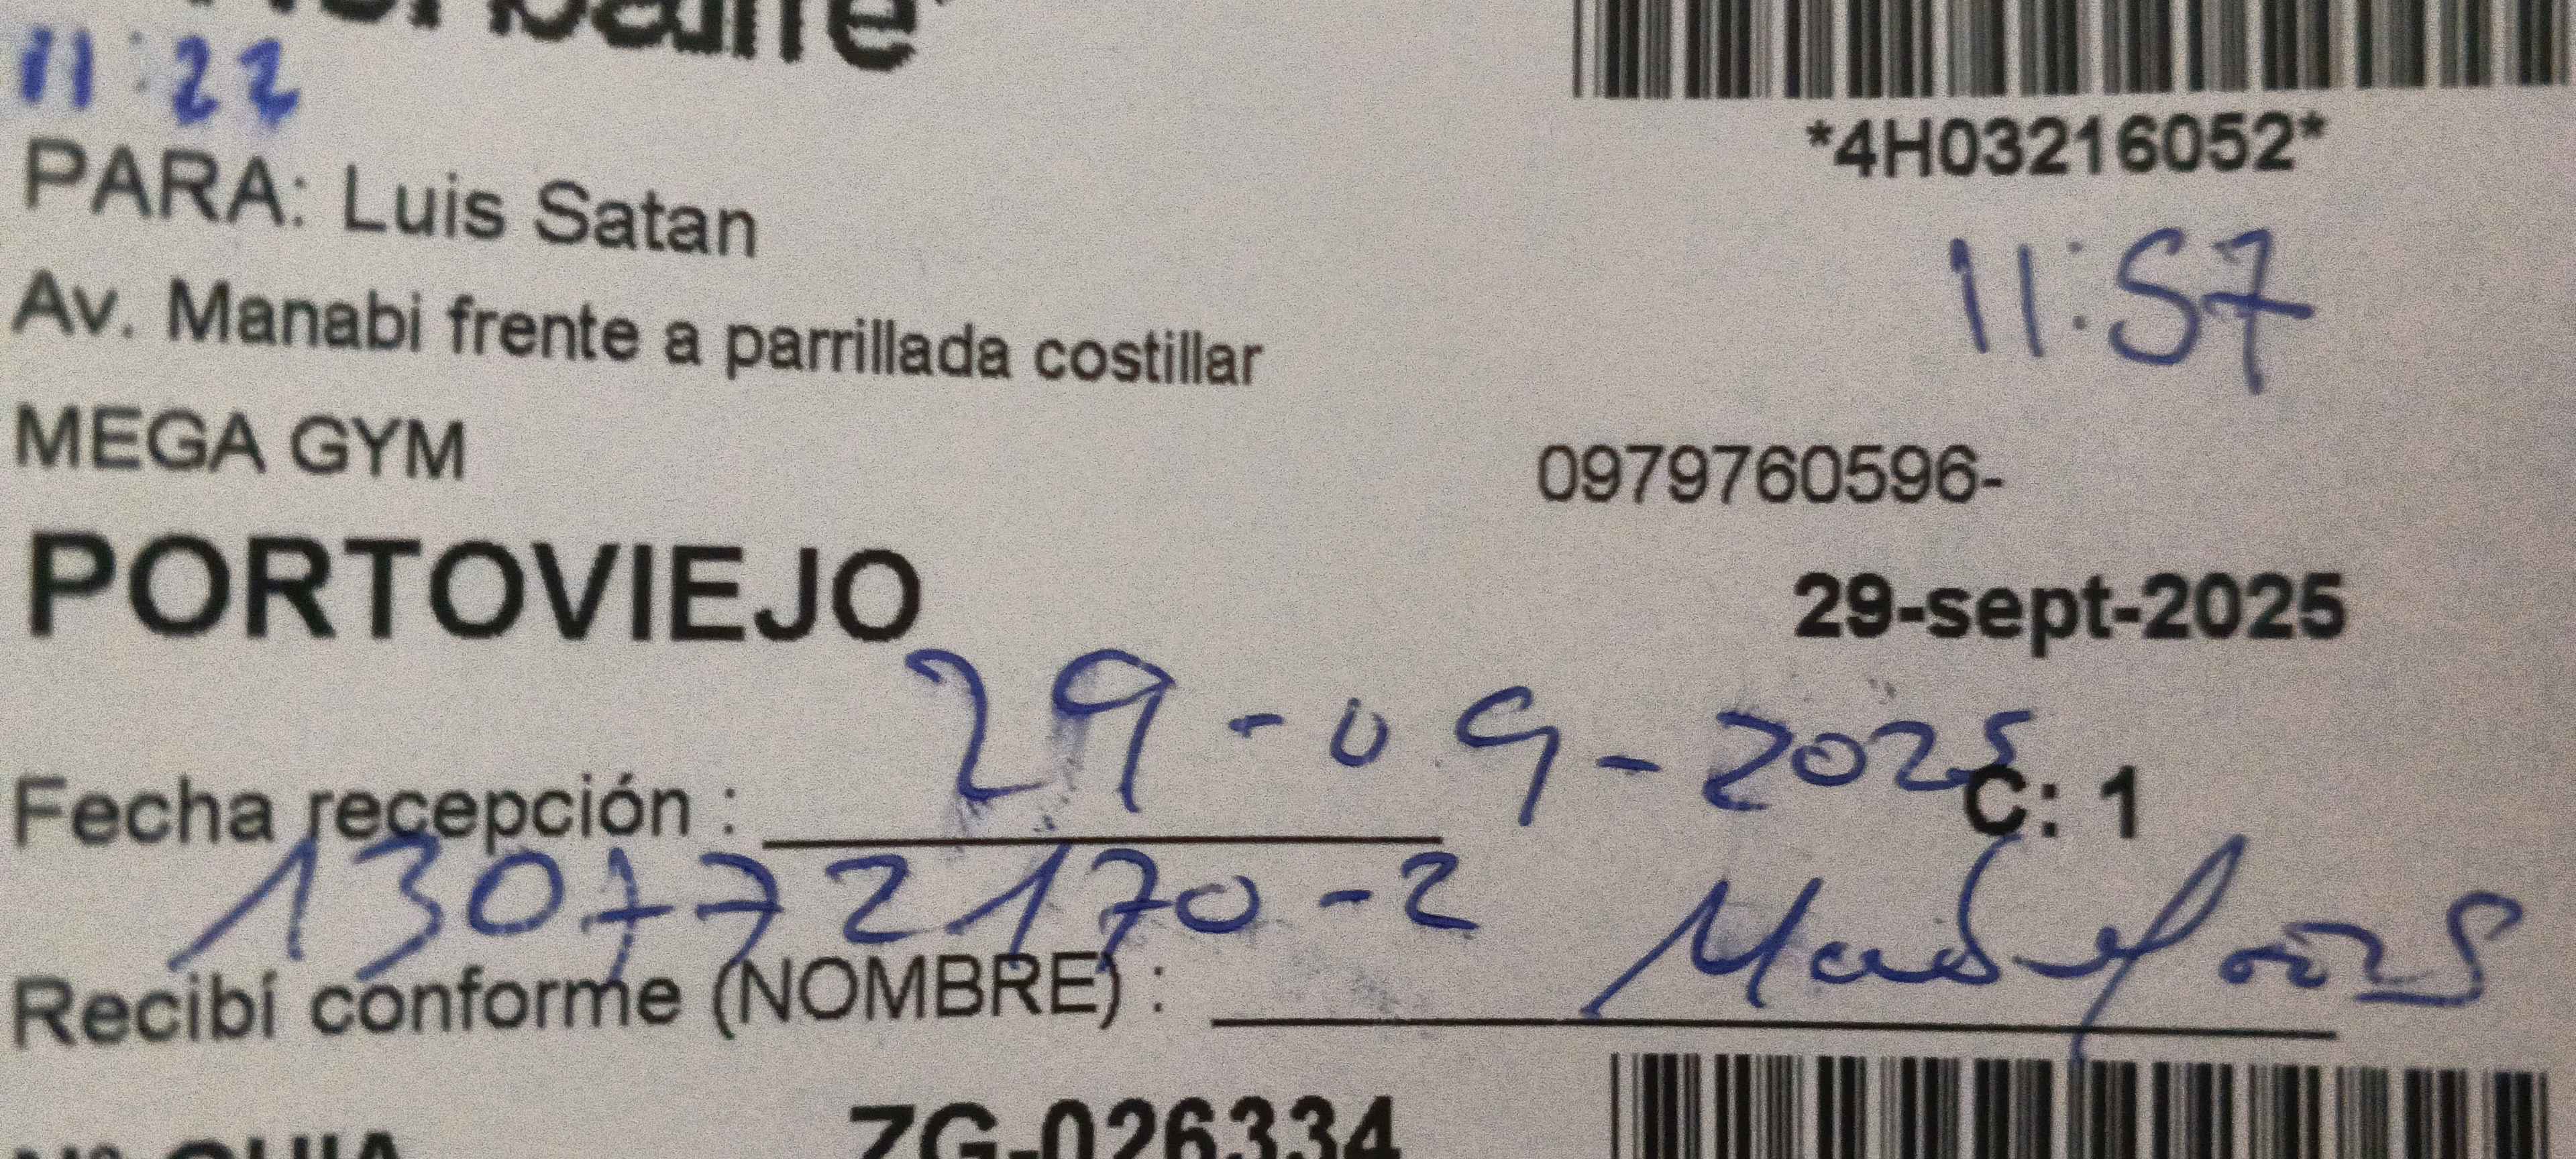 11:22
*4H03216052*
PARA: Luis Satan
11:57
Av. Manabi frente a parrillada costillar
MEGA GYM
0979760596-
PORTOVIEJO
29-sept-2025
29-09-2025
Fecha recepción :
C: 1
130772170-2
Recibí conforme (NOMBRE) :
ZG-026334